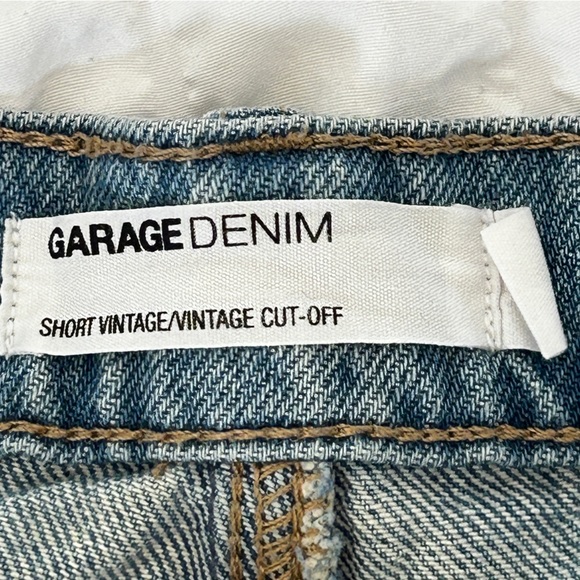 GARAGE DENIM
SHORT VINTAGE/VINTAGE CUT-OFF